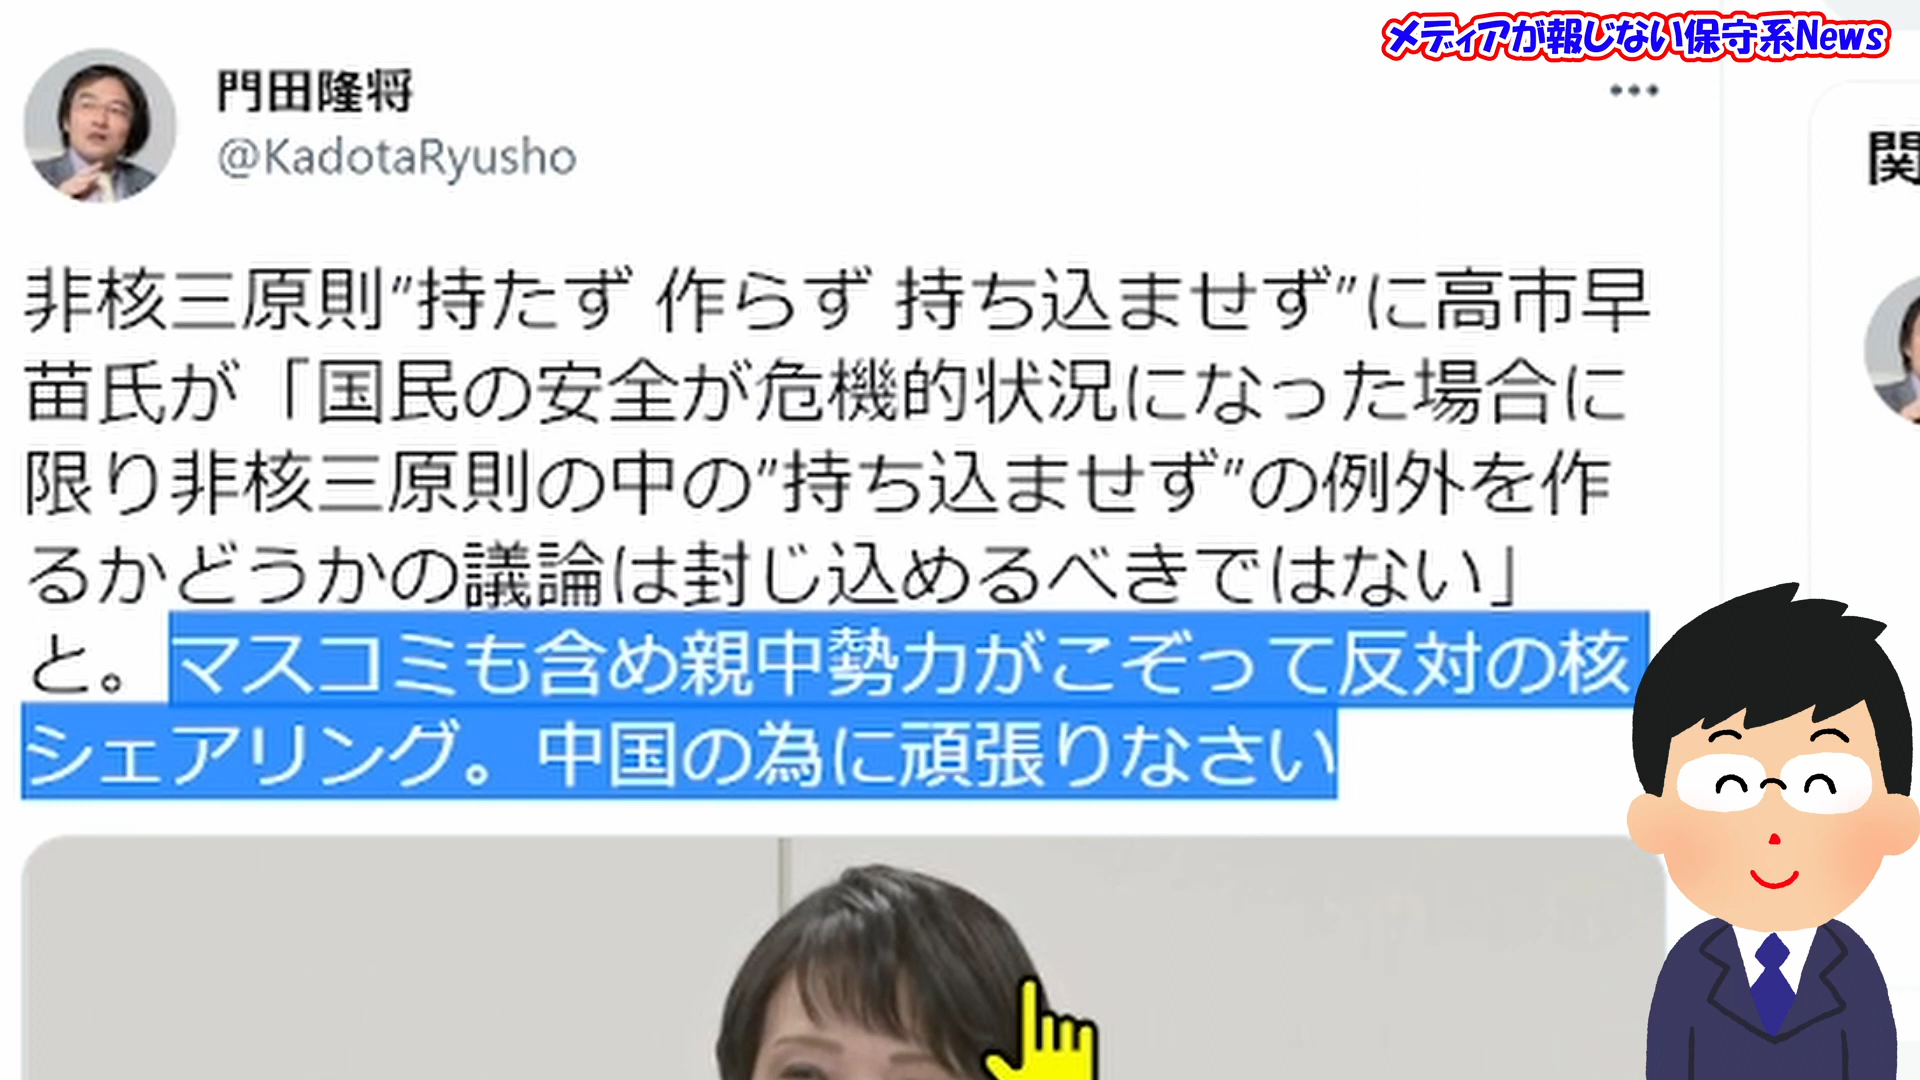 メディアが報じない保守系News
門田隆将
@KadotaRyusho
非核三原則”持たず 作らず 持ち込ませず”に高市早
苗氏が「国民の安全が危機的状況になった場合に
限り非核三原則の中の”持ち込ませず”の例外を作
るかどうかの議論は封じ込めるべきではない」
と。マスコミも含め親中勢力がこぞって反対の核
シェアリング。中国の為に頑張りなさい
関